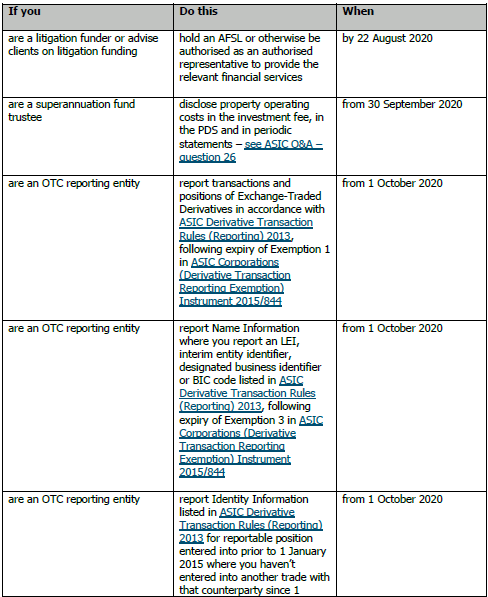 If you
Do this
When
are a litigation funder or advise
clients on litigation funding
hold an AFSL or otherwise be
authorised as an authorised
representative to provide the
relevant financial services
by 22 August 2020
are a superannuation fund
trustee
disclose property operating
costs in the investment fee, in
the PDS and in periodic
statements – see ASIC Q&A –
question 26
from 30 September 2020
are an OTC reporting entity
report transactions and
positions of Exchange-Traded
Derivatives in accordance with
ASIC Derivative Transaction
Rules (Reporting) 2013,
following expiry of Exemption 1
in ASIC Corporations
(Derivative Transaction
Reporting Exemption)
Instrument 2015/844
from 1 October 2020
are an OTC reporting entity
report Name Information
where you report an LEI,
interim entity identifier,
designated business identifier
or BIC code listed in ASIC
Derivative Transaction Rules
(Reporting) 2013, following
expiry of Exemption 3 in ASIC
Corporations (Derivative
Transaction Reporting
Exemption) Instrument
2015/844
from 1 October 2020
are an OTC reporting entity
report Identity Information
listed in ASIC Derivative
Transaction Rules (Reporting)
2013 for reportable position
entered into prior to 1 January
2015 where you haven't
entered into another trade with
that counterparty since 1
from 1 October 2020